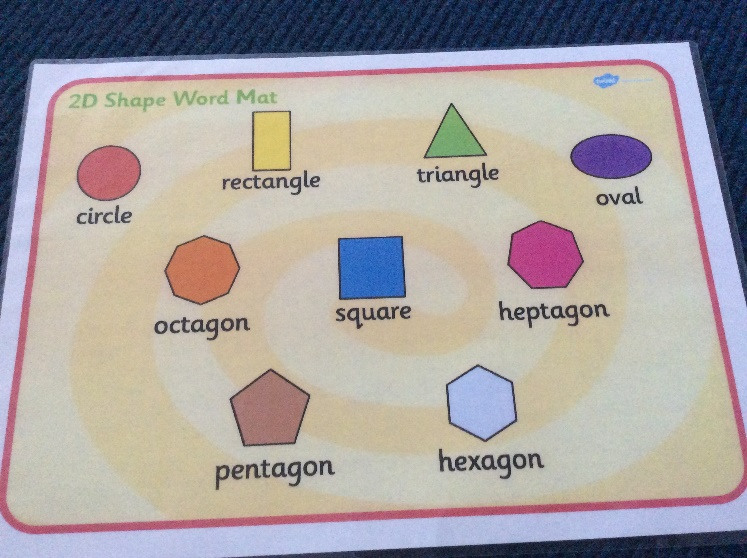 2D Shape Word Mat
circle
rectangle
triangle
oval
octagon
square
heptagon
pentagon
hexagon